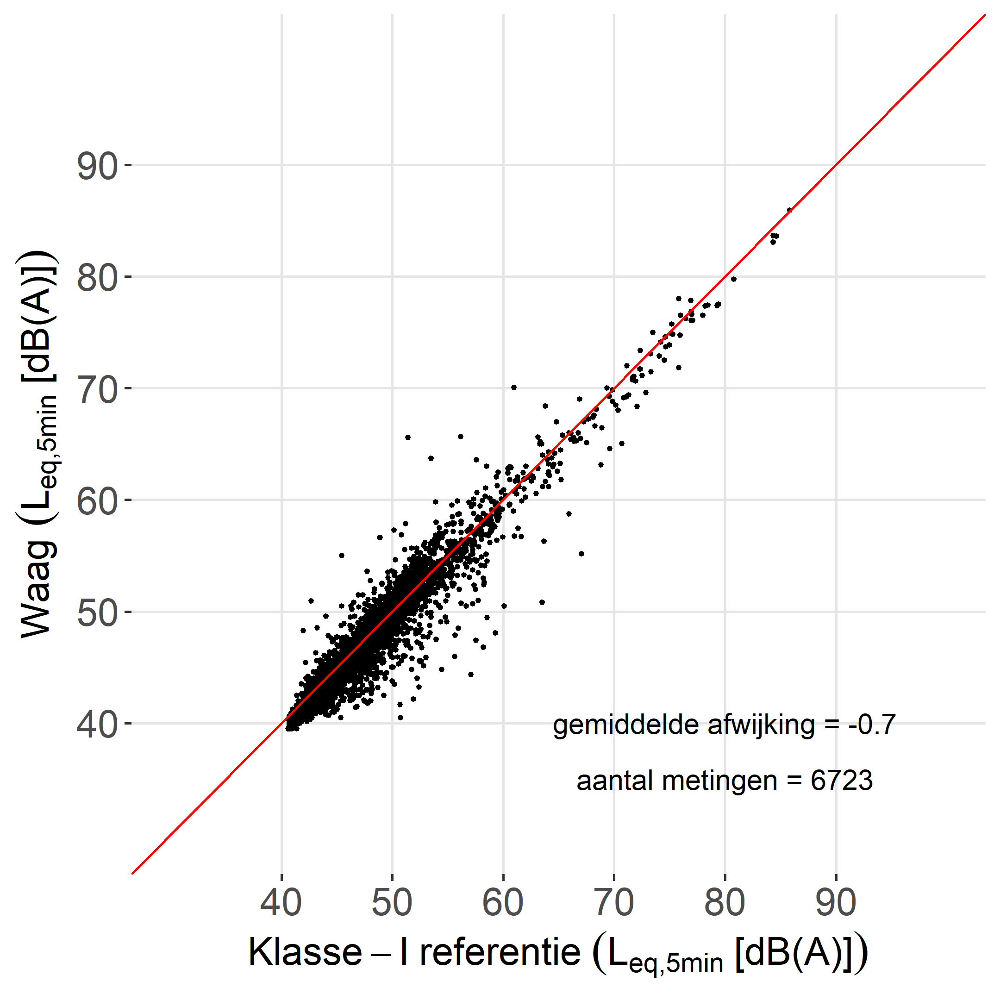 Waag (Leq,5min [dB(A)])
90
80
70
60
50
40
gemiddelde afwijking = -0.7
aantal metingen = 6723
40 50 60 70 80 90
Klasse – I referentie (Leq,5min [dB(A)])